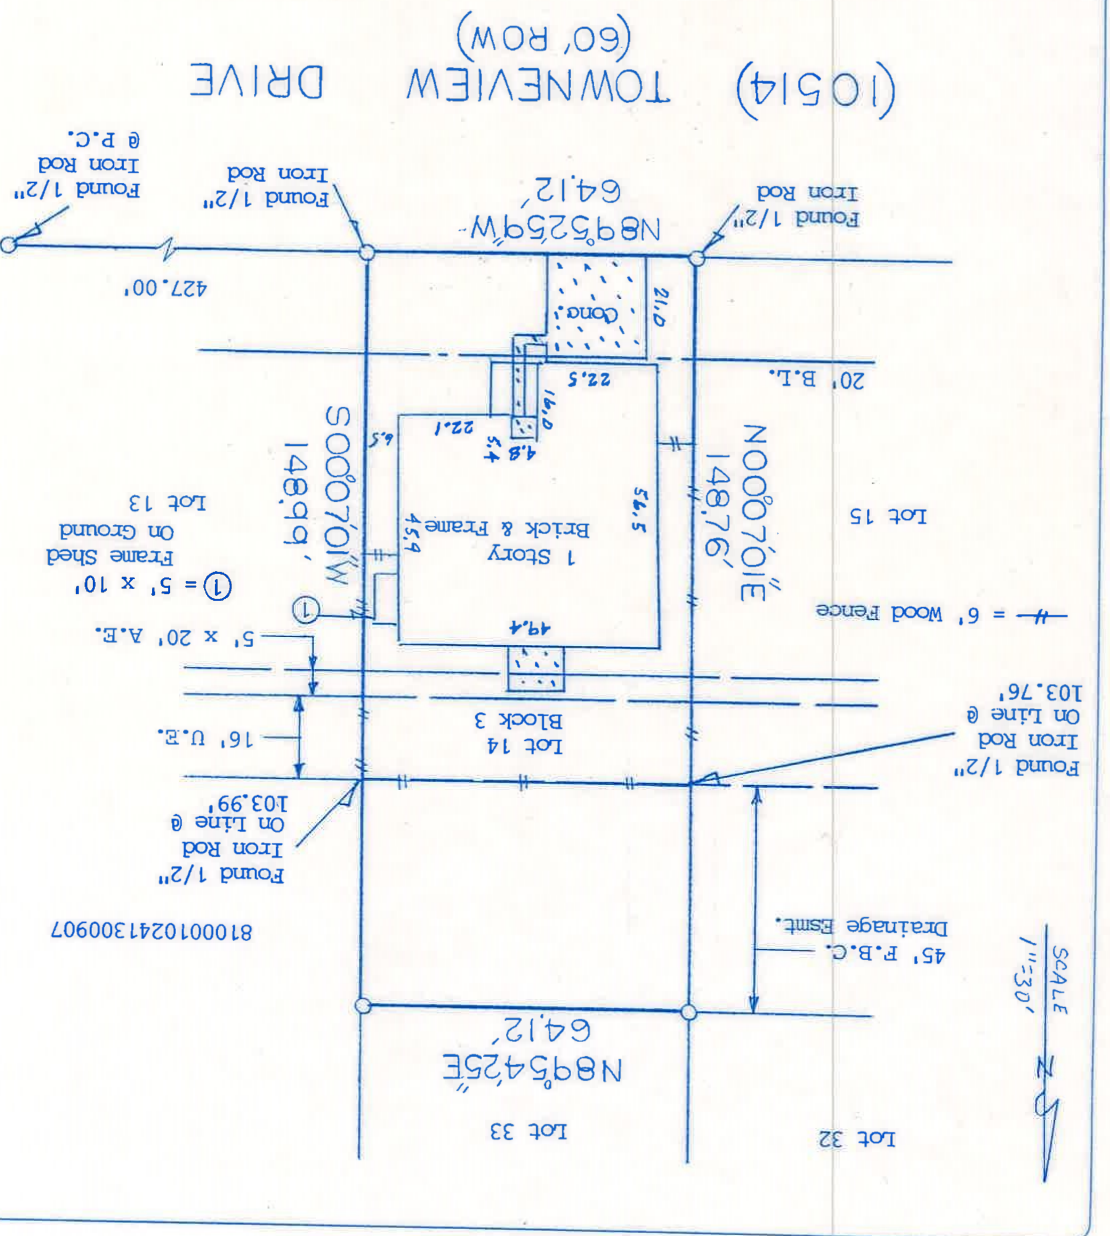 SCALE
1"=30'
N
Lot 32
Lot 33
N89°54'25"E
64.12'
45' F.B.C.
Drainage Esmt.
8100010241300907
Found 1/2"
Iron Rod
On Line @
103.99'
Found 1/2"
Iron Rod
On Line @
103.76'
Lot 14
Block 3
16' U.E.
5' x 20' A.E.
= 6' Wood Fence
49.4
1
1 = 5' x 10'
Frame Shed
On Ground
Lot 13
1 Story
Brick & Frame
45.9
56.5
Lot 15
N00°07'01"E
148.76'
S00°07'01"W
148.99'
6.5
4.8
5.4
22.1
16.0
22.5
20' B.L.
Conc.
21.0
427.00'
N89°52'59"W
64.12'
Found 1/2"
Iron Rod
Found 1/2"
Iron Rod
Found 1/2"
Iron Rod
@ P.C.
(10514) TOWNEVIEW DRIVE
(60' ROW)